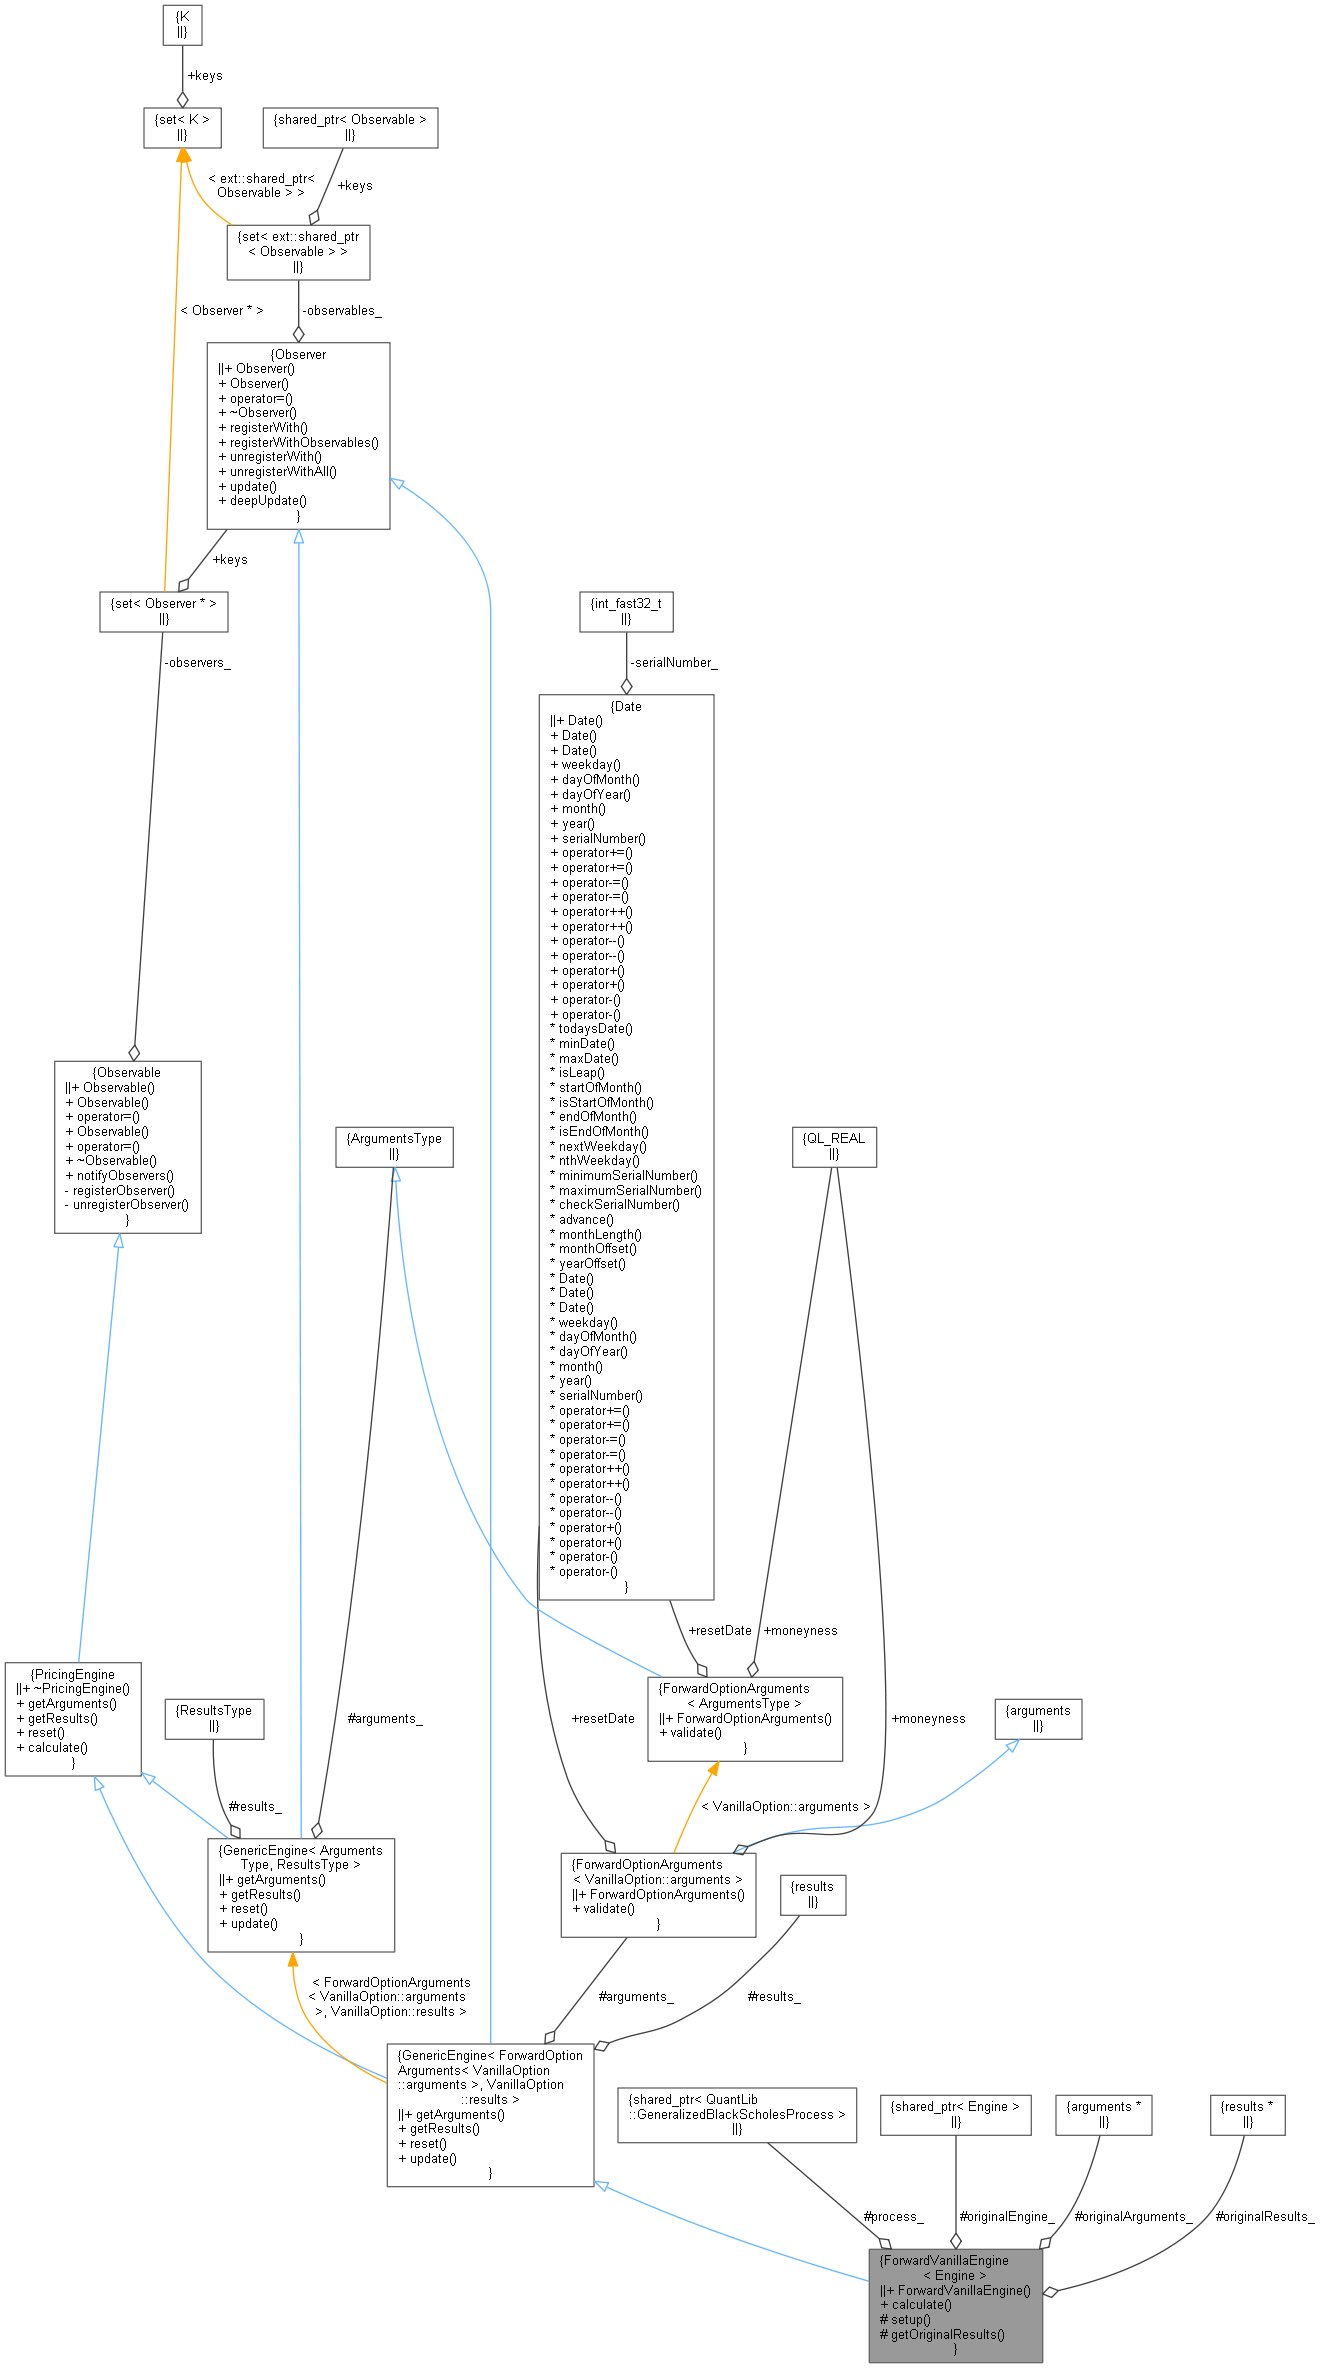 {K
||}
+keys
{set< K >
||}
{shared_ptr< Observable >
||}
< ext::shared_ptr<
Observable > >
+keys
{set< ext::shared_ptr
< Observable > >
||}
< Observer * >
-observables_
{Observer
||+ Observer()
+ Observer()
+ operator=()
+ ~Observer()
+ registerWith()
+ registerWithObservables()
+ unregisterWith()
+ unregisterWithAll()
+ update()
+ deepUpdate()
}
+keys
{set< Observer * >
||}
{int_fast32_t
||}
-observers_
-serialNumber_
{Date
||+ Date()
+ Date()
+ Date()
+ weekday()
+ dayOfMonth()
+ dayOfYear()
+ month()
+ year()
+ serialNumber()
+ operator+=()
+ operator+=()
+ operator-=()
+ operator-=()
+ operator++()
+ operator++()
+ operator--()
+ operator--()
+ operator+()
+ operator+()
+ operator-()
+ operator-()
* todaysDate()
* minDate()
* maxDate()
* isLeap()
* startOfMonth()
* isStartOfMonth()
* endOfMonth()
* isEndOfMonth()
* nextWeekday()
* nthWeekday()
* minimumSerialNumber()
* maximumSerialNumber()
* checkSerialNumber()
* advance()
* monthLength()
* monthOffset()
* yearOffset()
* Date()
* Date()
* Date()
* weekday()
* dayOfMonth()
* dayOfYear()
* month()
* year()
* serialNumber()
* operator+=()
* operator+=()
* operator-=()
* operator-=()
* operator++()
* operator++()
* operator--()
* operator--()
* operator+()
* operator+()
* operator-()
* operator-()
}
{Observable
||+ Observable()
+ Observable()
+ operator=()
+ Observable()
+ operator=()
+ ~Observable()
+ notifyObservers()
- registerObserver()
- unregisterObserver()
}
{ArgumentsType
||}
{QL_REAL
||}
+resetDate
+moneyness
{PricingEngine
||+ ~PricingEngine()
+ getArguments()
+ getResults()
+ reset()
+ calculate()
}
{ResultsType
||}
#arguments_
+resetDate
{ForwardOptionArguments
< ArgumentsType >
||+ ForwardOptionArguments()
+ validate()
}
+moneyness
{arguments
||}
#results_
< VanillaOption::arguments >
{GenericEngine< Arguments
Type, ResultsType >
||+ getArguments()
+ getResults()
+ reset()
+ update()
}
{ForwardOptionArguments
< VanillaOption::arguments >
||+ ForwardOptionArguments()
+ validate()
}
{results
||}
< ForwardOptionArguments
< VanillaOption::arguments
>, VanillaOption::results >
#arguments_
#results_
{GenericEngine< ForwardOption
Arguments< VanillaOption
::arguments >, VanillaOption
::results >
||+ getArguments()
+ getResults()
+ reset()
+ update()
}
{shared_ptr< QuantLib
::GeneralizedBlackScholesProcess >
||}
{shared_ptr< Engine >
||}
{arguments *
||}
{results *
||}
#process_
#originalEngine_
#originalArguments_
#originalResults_
{ForwardVanillaEngine
< Engine >
||+ ForwardVanillaEngine()
+ calculate()
# setup()
# getOriginalResults()
}